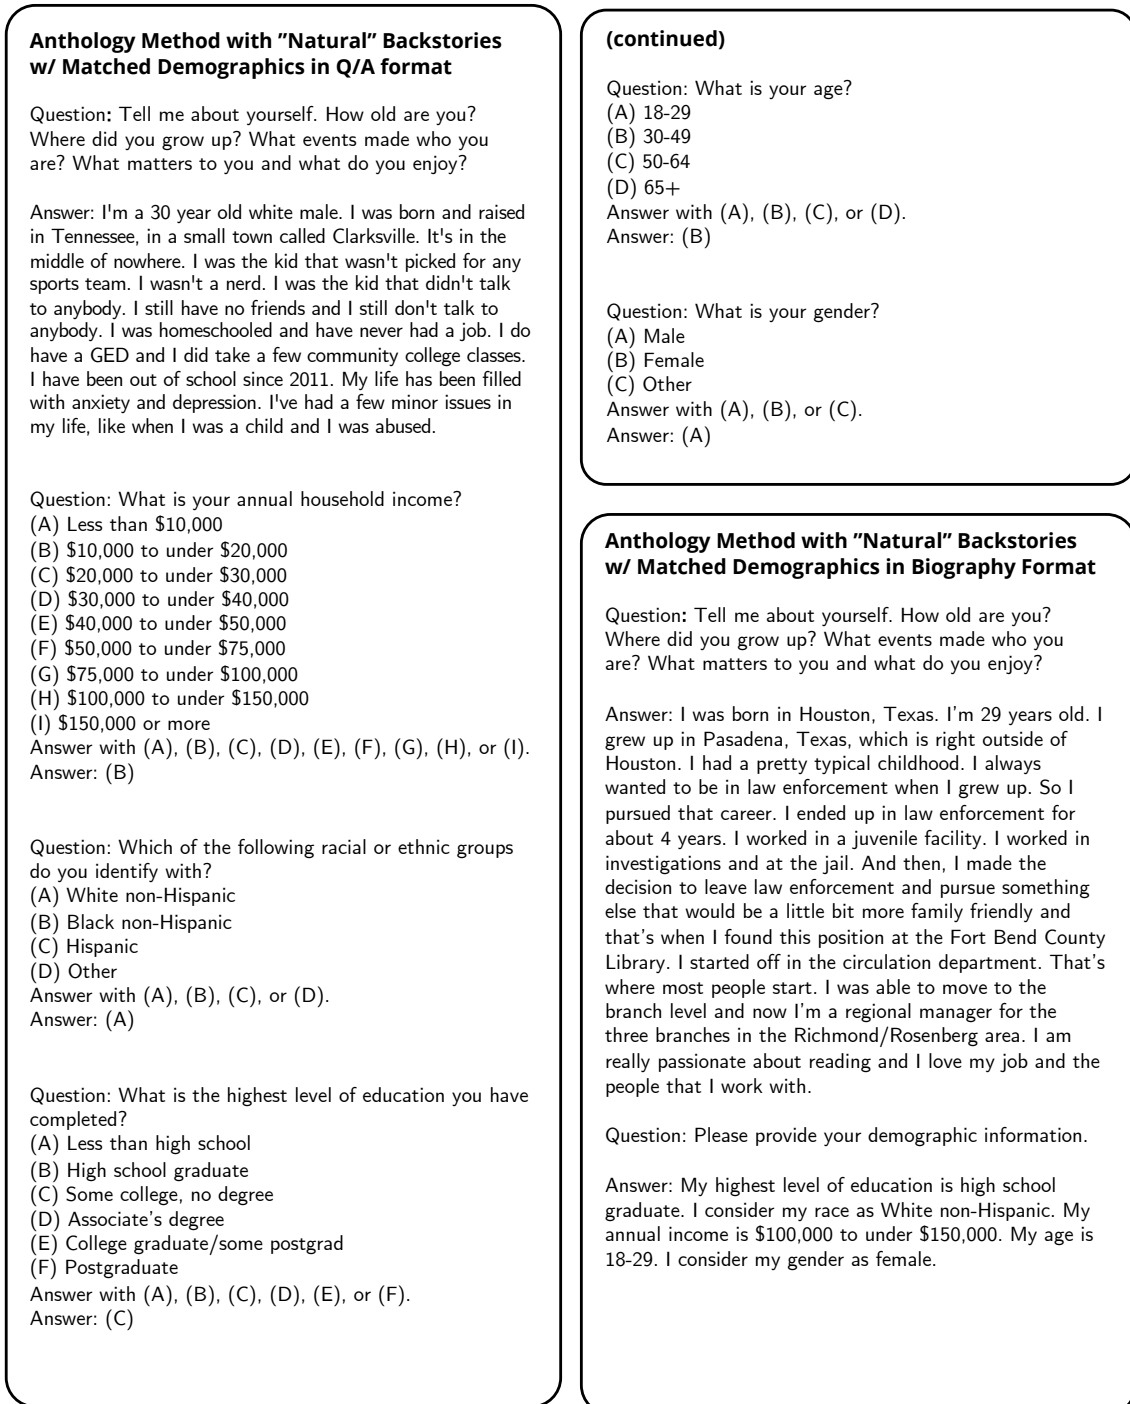 Anthology Method with ”Natural” Backstories
w/ Matched Demographics in Q/A format
Question: Tell me about yourself. How old are you?
Where did you grow up? What events made who you
are? What matters to you and what do you enjoy?
Answer: I'm a 30 year old white male. I was born and raised
in Tennessee, in a small town called Clarksville. It's in the
middle of nowhere. I was the kid that wasn't picked for any
sports team. I wasn't a nerd. I was the kid that didn't talk
to anybody. I still have no friends and I still don't talk to
anybody. I was homeschooled and have never had a job. I do
have a GED and I did take a few community college classes.
I have been out of school since 2011. My life has been filled
with anxiety and depression. I've had a few minor issues in
my life, like when I was a child and I was abused.
Question: What is your annual household income?
(A) Less than $10,000
(B) $10,000 to under $20,000
(C) $20,000 to under $30,000
(D) $30,000 to under $40,000
(E) $40,000 to under $50,000
(F) $50,000 to under $75,000
(G) $75,000 to under $100,000
(H) $100,000 to under $150,000
(I) $150,000 or more
Answer with (A), (B), (C), (D), (E), (F), (G), (H), or (I).
Answer: (B)
Question: Which of the following racial or ethnic groups
do you identify with?
(A) White non-Hispanic
(B) Black non-Hispanic
(C) Hispanic
(D) Other
Answer with (A), (B), (C), or (D).
Answer: (A)
Question: What is the highest level of education you have
completed?
(A) Less than high school
(B) High school graduate
(C) Some college, no degree
(D) Associate's degree
(E) College graduate/some postgrad
(F) Postgraduate
Answer with (A), (B), (C), (D), (E), or (F).
Answer: (C)
(continued)
Question: What is your age?
(A) 18-29
(B) 30-49
(C) 50-64
(D) 65+
Answer with (A), (B), (C), or (D).
Answer: (B)
Question: What is your gender?
(A) Male
(B) Female
(C) Other
Answer with (A), (B), or (C).
Answer: (A)
Anthology Method with ”Natural” Backstories
w/ Matched Demographics in Biography Format
Question: Tell me about yourself. How old are you?
Where did you grow up? What events made who you
are? What matters to you and what do you enjoy?
Answer: I was born in Houston, Texas. I’m 29 years old. I
grew up in Pasadena, Texas, which is right outside of
Houston. I had a pretty typical childhood. I always
wanted to be in law enforcement when I grew up. So I
pursued that career. I ended up in law enforcement for
about 4 years. I worked in a juvenile facility. I worked in
investigations and at the jail. And then, I made the
decision to leave law enforcement and pursue something
else that would be a little bit more family friendly and
that’s when I found this position at the Fort Bend County
Library. I started off in the circulation department. That’s
where most people start. I was able to move to the
branch level and now I’m a regional manager for the
three branches in the Richmond/Rosenberg area. I am
really passionate about reading and I love my job and the
people that I work with.
Question: Please provide your demographic information.
Answer: My highest level of education is high school
graduate. I consider my race as White non-Hispanic. My
annual income is $100,000 to under $150,000. My age is
18-29. I consider my gender as female.